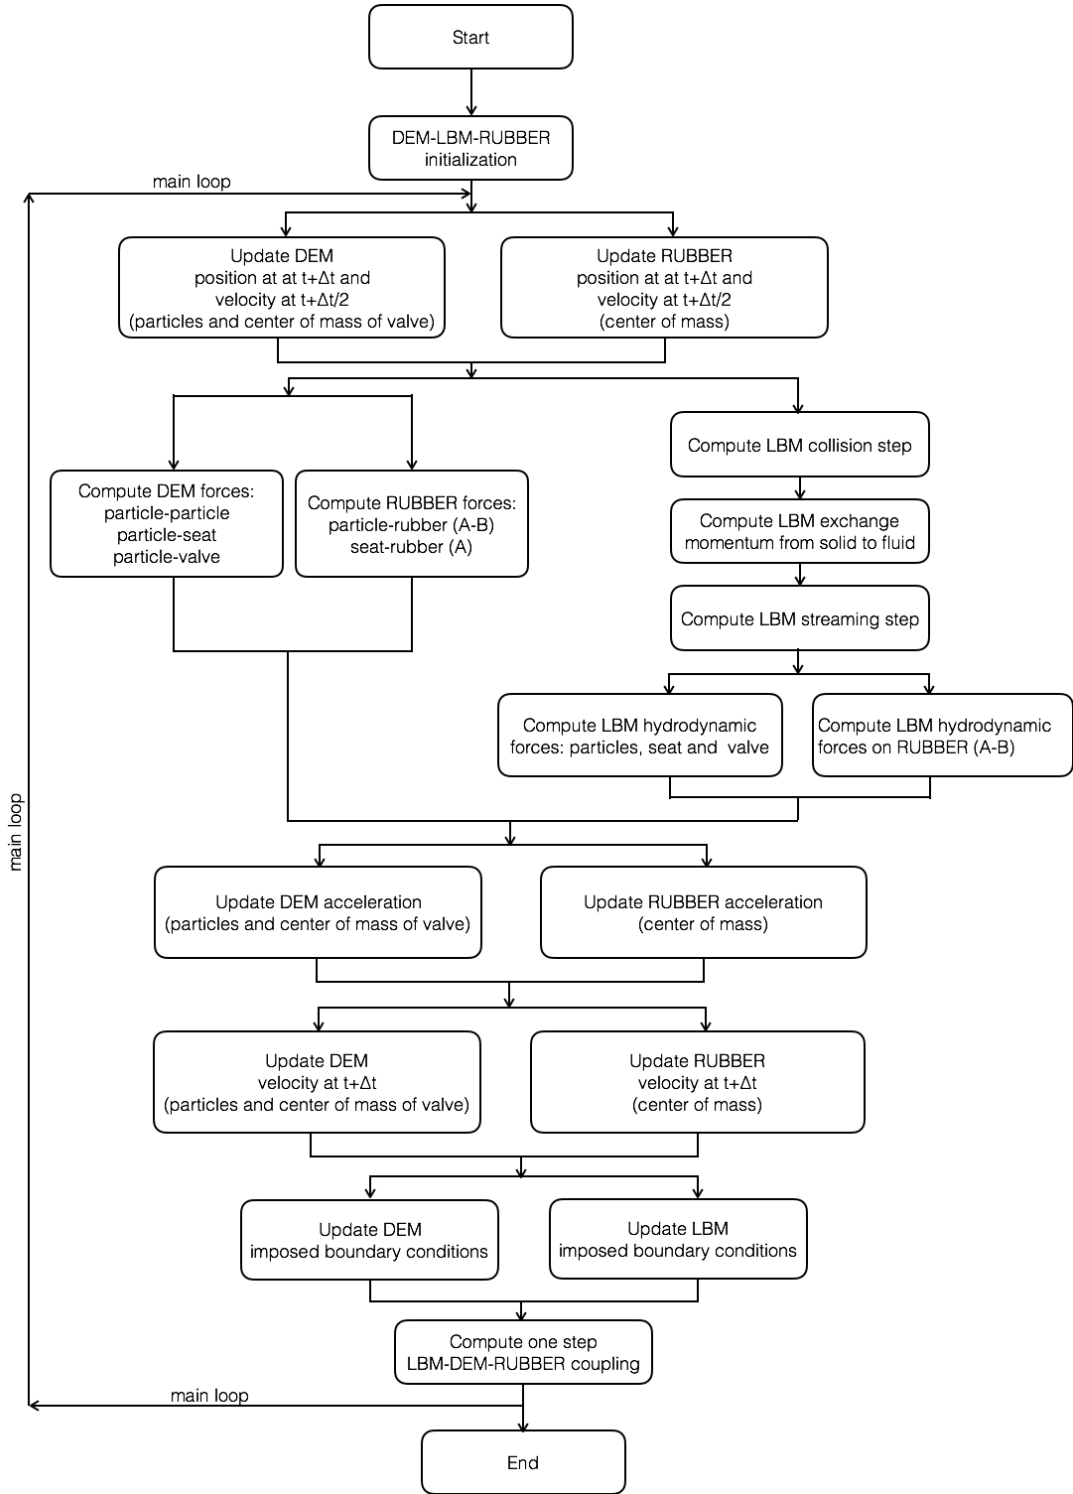 Start
DEM-LBM-RUBBER
initialization
main loop
Update DEM
position at at t+Δt and
velocity at t+Δt/2
(particles and center of mass of valve)
Update RUBBER
position at at t+Δt and
velocity at t+Δt/2
(center of mass)
Compute DEM forces:
particle-particle
particle-seat
particle-valve
Compute RUBBER forces:
particle-rubber (A-B)
seat-rubber (A)
Compute LBM collision step
Compute LBM exchange
momentum from solid to fluid
Compute LBM streaming step
Compute LBM hydrodynamic
forces: particles, seat and valve
Compute LBM hydrodynamic
forces on RUBBER (A-B)
main loop
Update DEM acceleration
(particles and center of mass of valve)
Update RUBBER acceleration
(center of mass)
Update DEM
velocity at t+Δt
(particles and center of mass of valve)
Update RUBBER
velocity at t+Δt
(center of mass)
Update DEM
imposed boundary conditions
Update LBM
imposed boundary conditions
Compute one step
LBM-DEM-RUBBER coupling
main loop
End